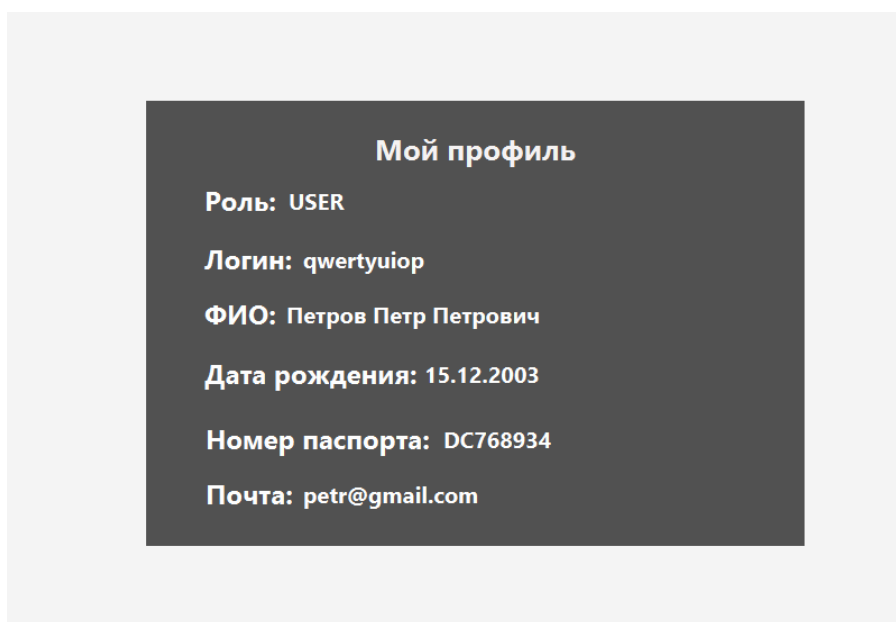 Мой профиль
Роль: USER
Логин: qwertyuiop
ФИО: Петров Петр Петрович
Дата рождения: 15.12.2003
Номер паспорта: DC768934
Почта: petr@gmail.com